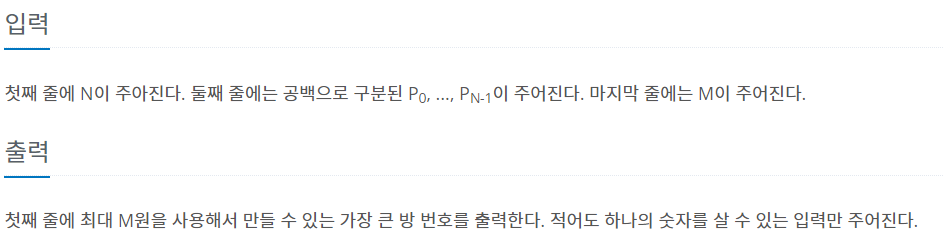 입력
첫째 줄에 N이 주아진다. 둘째 줄에는 공백으로 구분된 P0, ..., PN-1이 주어진다. 마지막 줄에는 M이 주어진다.
출력
첫째 줄에 최대 M원을 사용해서 만들 수 있는 가장 큰 방 번호를 출력한다. 적어도 하나의 숫자를 살 수 있는 입력만 주어진다.